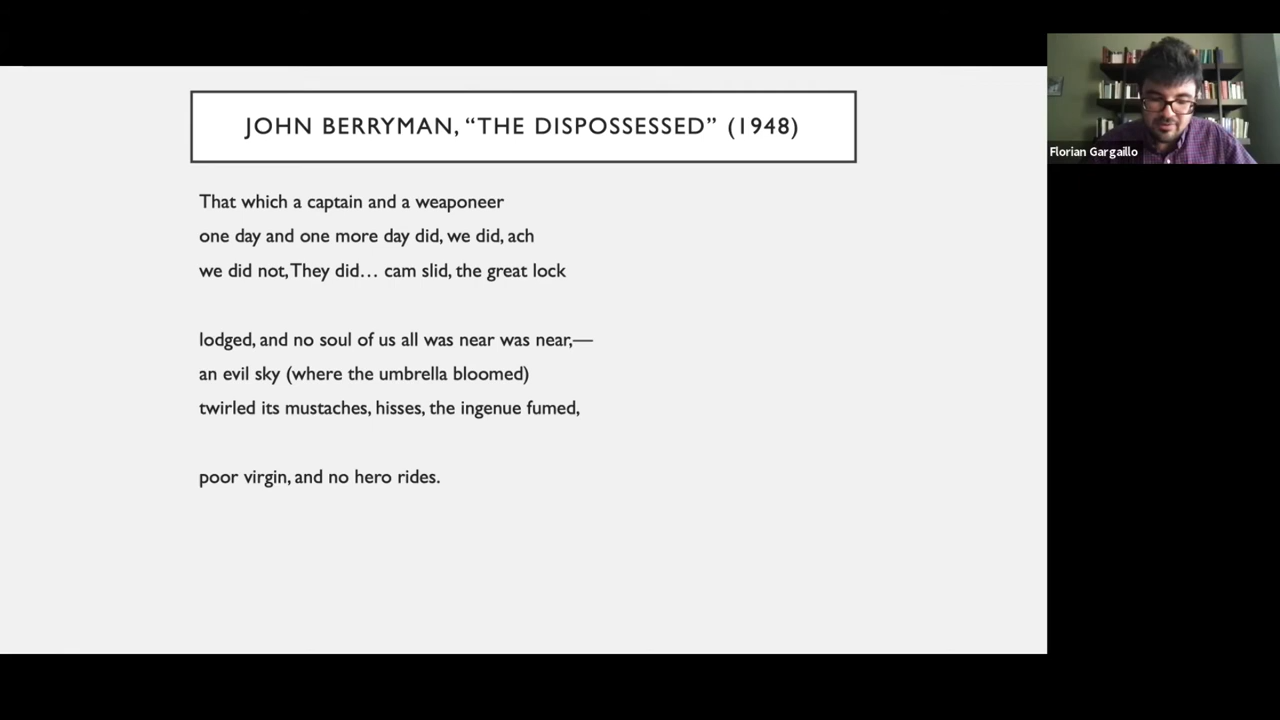 JOHN BERRYMAN, “THE DISPOSSESSED” (1948)
That which a captain and a weaponeer
one day and one more day did, we did, ach
we did not, They did… cam slid, the great lock
lodged, and no soul of us all was near was near,—
an evil sky (where the umbrella bloomed)
twirled its mustaches, hisses, the ingenue fumed,
poor virgin, and no hero rides.
Florian Gargaillo